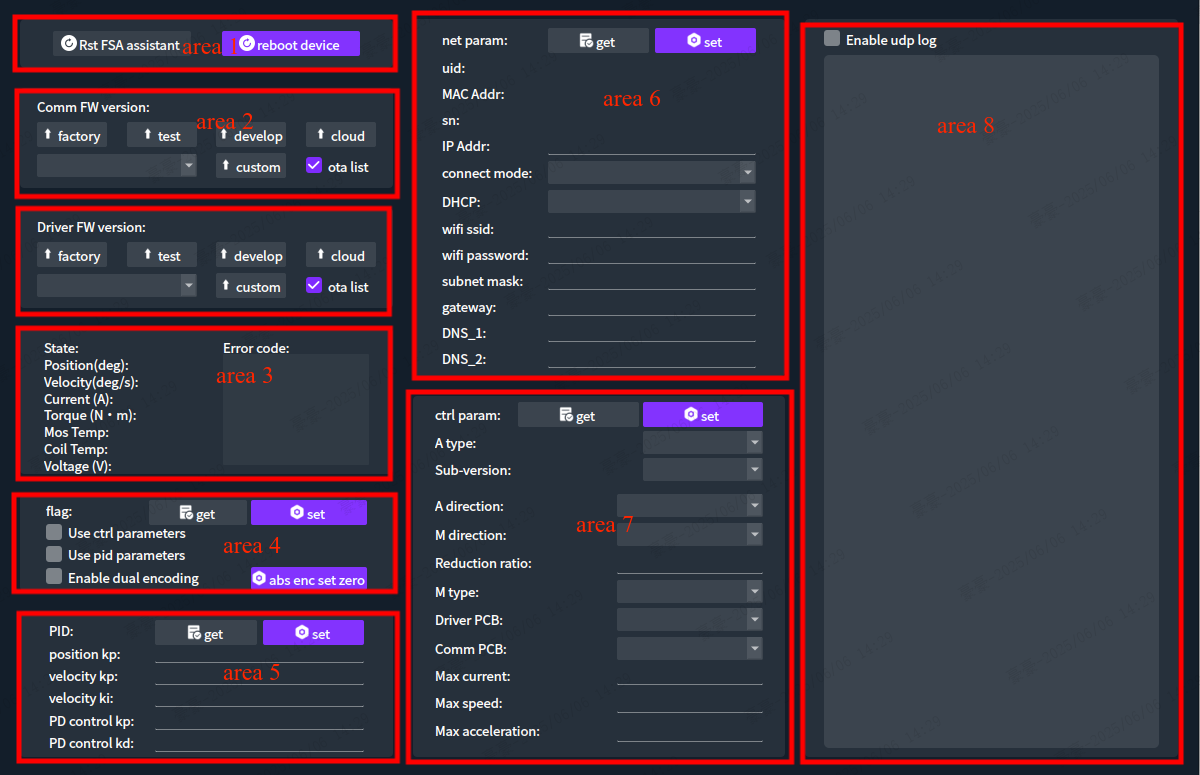 Rst FSA assistant
area 1
reboot device
Comm FW version:
area 2
factory
test
develop
cloud
custom
ota list
Driver FW version:
factory
test
develop
cloud
custom
ota list
State:
Position(deg):
Velocity(deg/s):
Current (A):
Torque (N・m):
Mos Temp:
Coil Temp:
Voltage (V):
Error code:
area 3
flag:
get
set
Use ctrl parameters
Use pid parameters
Enable dual encoding
area 4
abs enc set zero
PID:
get
set
position kp:
velocity kp:
area 5
velocity ki:
PD control kp:
PD control kd:
net param:
get
set
uid:
MAC Addr:
area 6
sn:
IP Addr:
connect mode:
DHCP:
wifi ssid:
wifi password:
subnet mask:
gateway:
DNS_1:
DNS_2:
ctrl param:
get
set
A type:
Sub-version:
A direction:
area 7
M direction:
Reduction ratio:
M type:
Driver PCB:
Comm PCB:
Max current:
Max speed:
Max acceleration:
Enable udp log
area 8